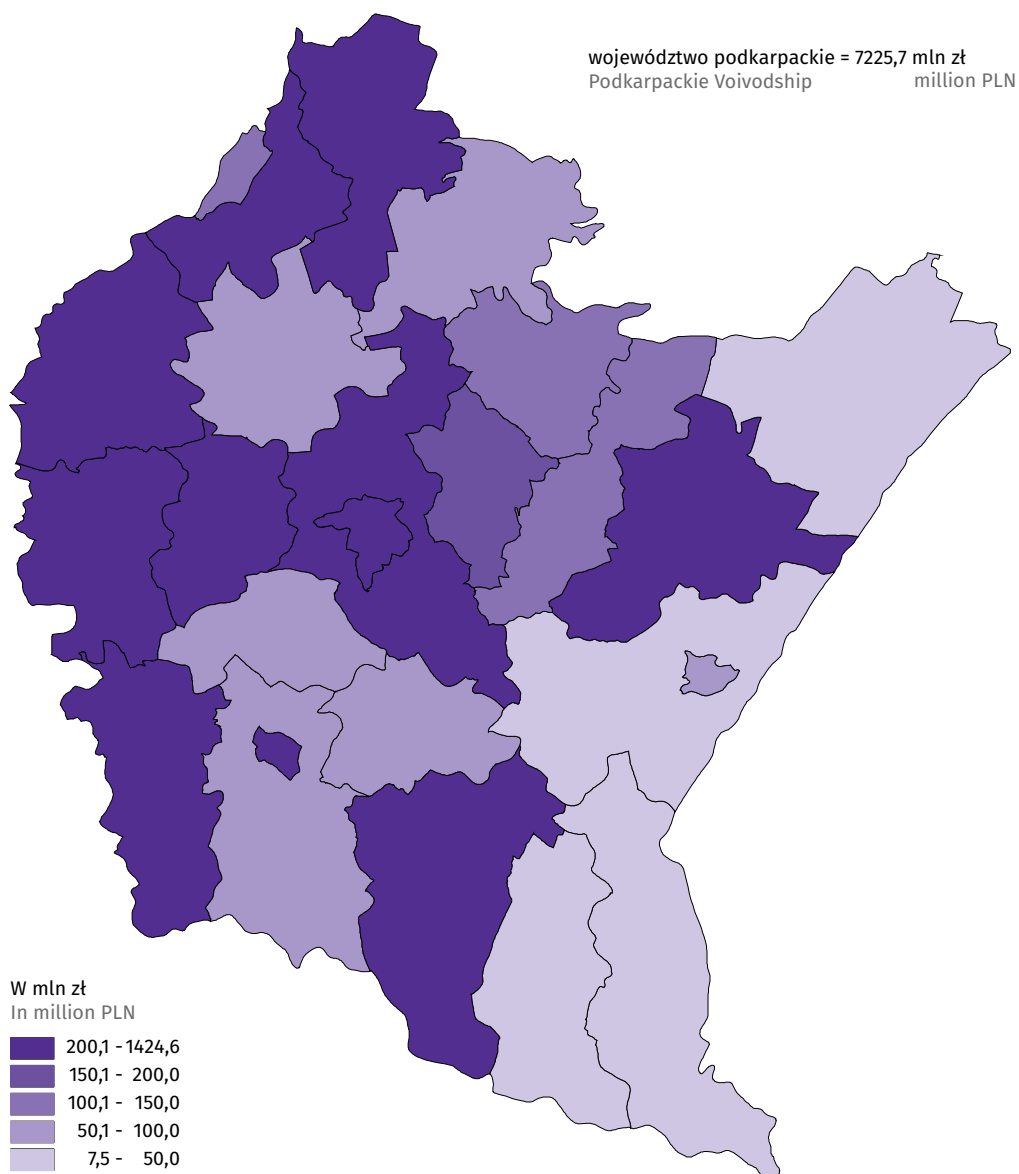 województwo podkarpackie = 7225,7 mln zł
Podkarpackie Voivodship million PLN
W mln zł
In million PLN
200,1 - 1424,6
150,1 - 200,0
100,1 - 150,0
50,1 - 100,0
7,5 - 50,0